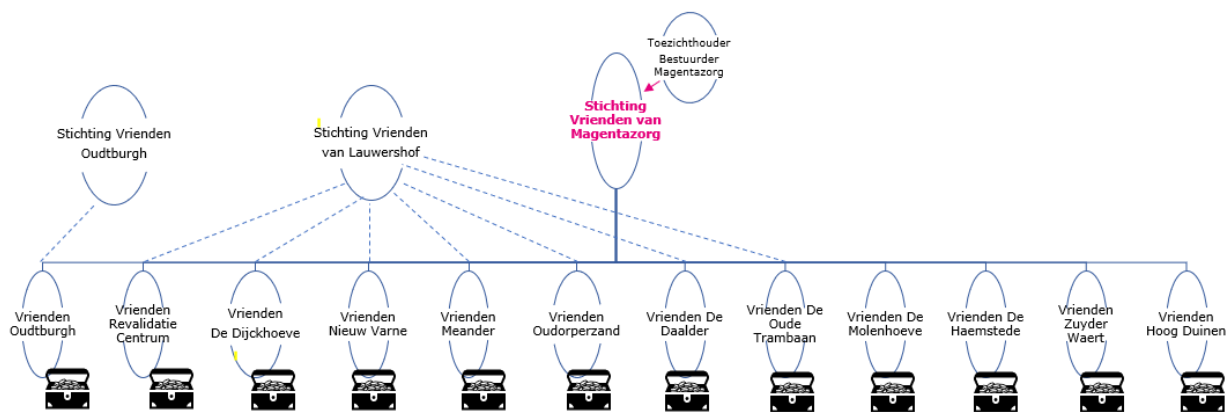 Toezichthouder
Bestuurder
Magentazorg
Stichting
Vrienden van
Magentazorg
Stichting Vrienden
Oudtburgh
Stichting Vrienden
van Lauwershof
Vrienden
Oudtburgh
Vrienden
Revalidatie
Centrum
Vrienden
De Dijckhoeve
Vrienden
Nieuw Varne
Vrienden
Meander
Vrienden
Oudorperzand
Vrienden De
Daalder
Vrienden De
Oude
Trambaan
Vrienden De
Molenhoeve
Vrienden
De Haemstede
Vrienden
Zuyder
Waert
Vrienden
Hoog Duinen